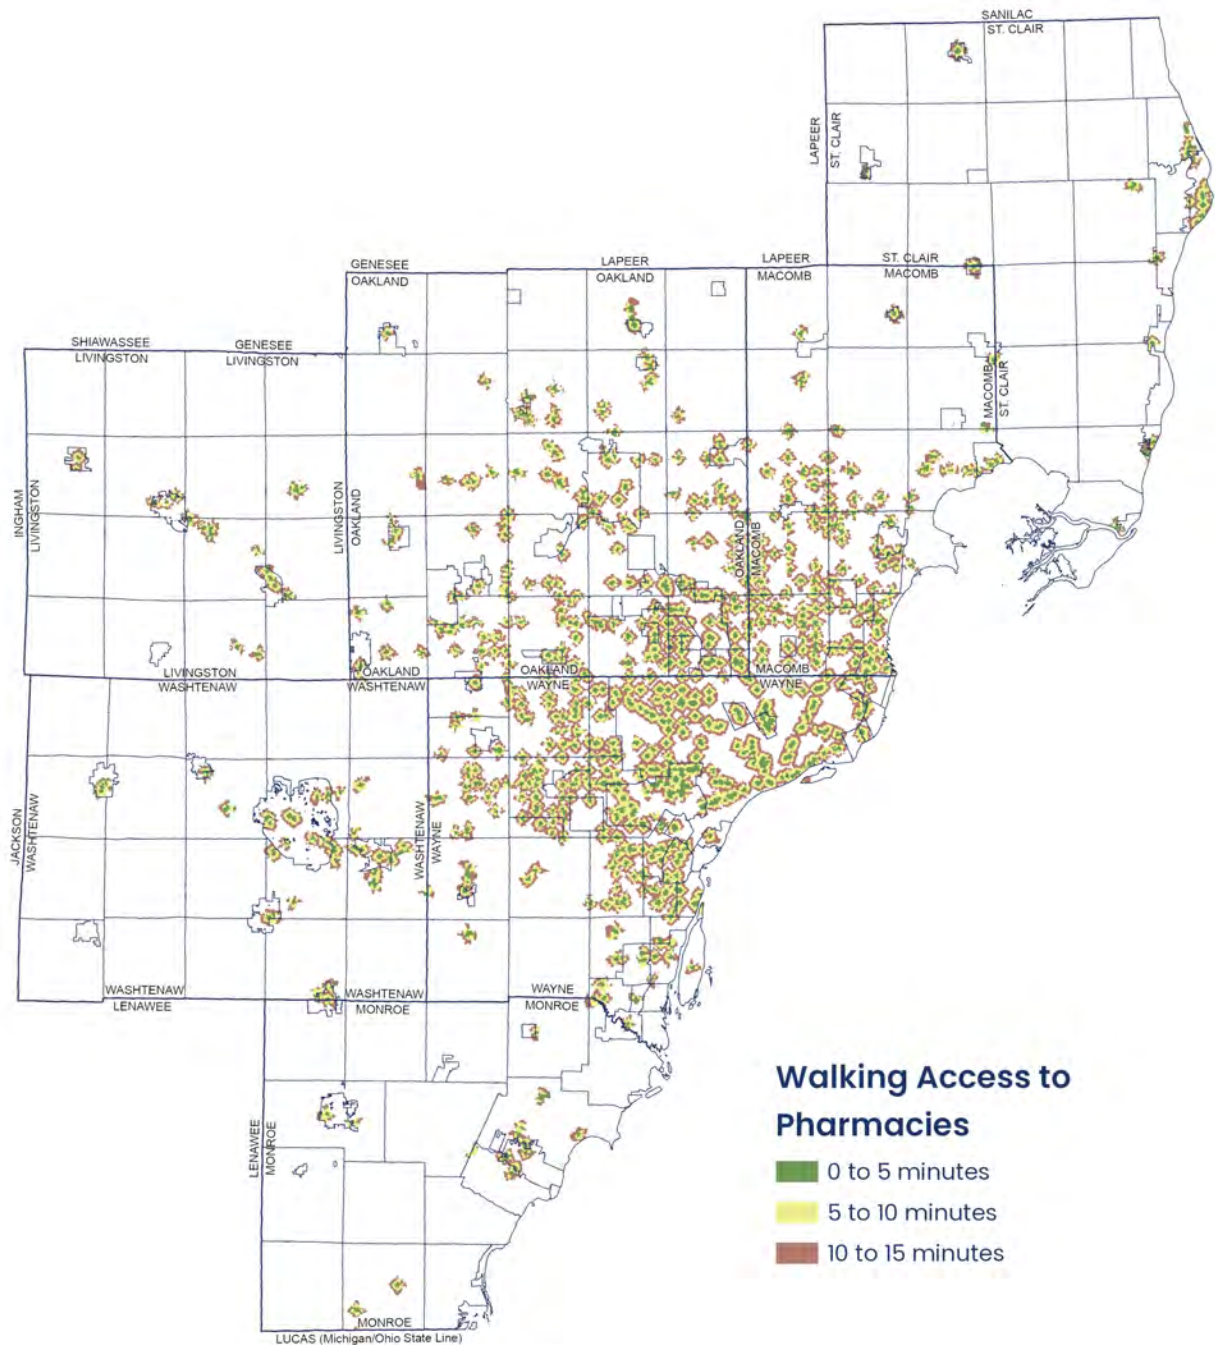 SANILAC
ST. CLAIR
LAPEER
ST. CLAIR
GENESEE
OAKLAND
LAPEER
OAKLAND
LAPEER
MACOMB
ST. CLAIR
MACOMB
SHIAWASSEE
LIVINGSTON
GENESEE
LIVINGSTON
MACOMB
ST. CLAIR
INGHAM
LIVINGSTON
LIVINGSTON
OAKLAND
OAKLAND
MACOMB
LIVINGSTON
WASHTENAW
OAKLAND
WASHTENAW
OAKLAND
WAYNE
MACOMB
WAYNE
JACKSON
WASHTENAW
WASHTENAW
WAYNE
WASHTENAW
LENAWEE
WASHTENAW
MONROE
WAYNE
MONROE
LENAWEE
MONROE
MONROE
LUCAS (Michigan/Ohio State Line)
Walking Access to
Pharmacies
0 to 5 minutes
5 to 10 minutes
10 to 15 minutes